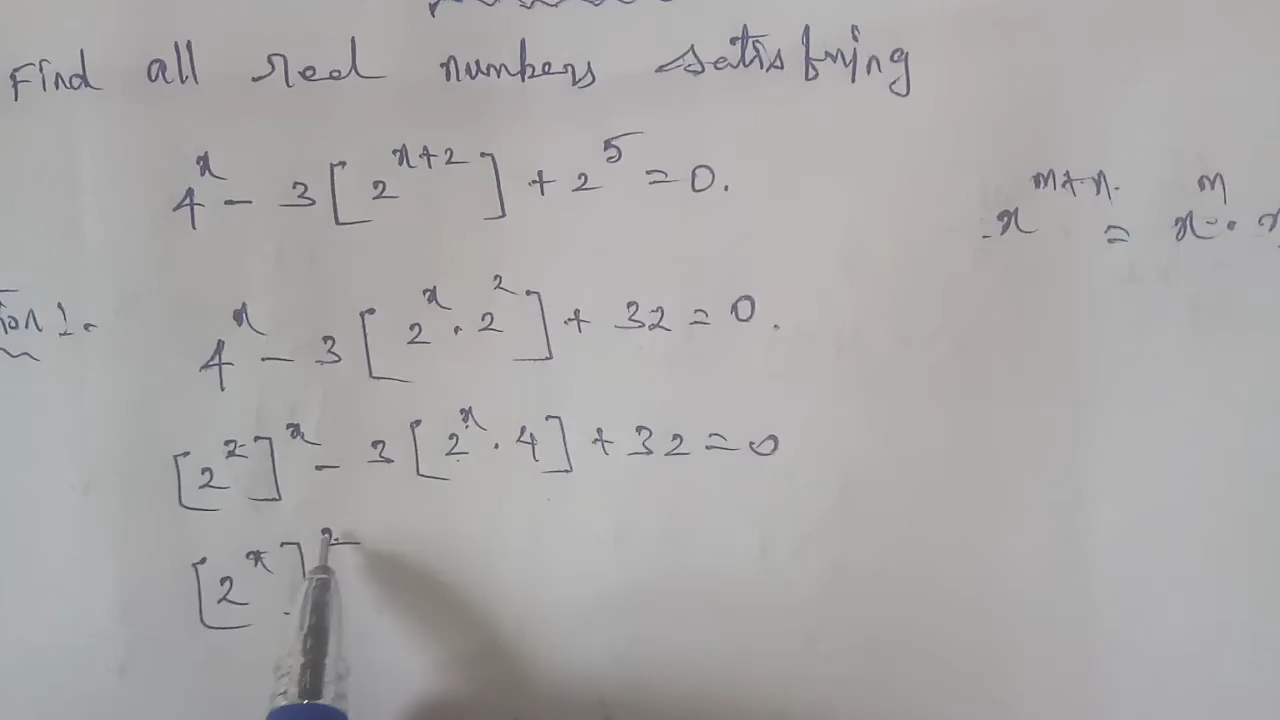 Find all real numbers satisfying
4^x - 3[2^{x+2}] + 2^5 = 0.
x^{m+n} = x^m . x
4^x - 3[2^x . 2^2] + 32 = 0.
[2^2]^x - 3[2^x . 4] + 32 = 0
[2^x]^2